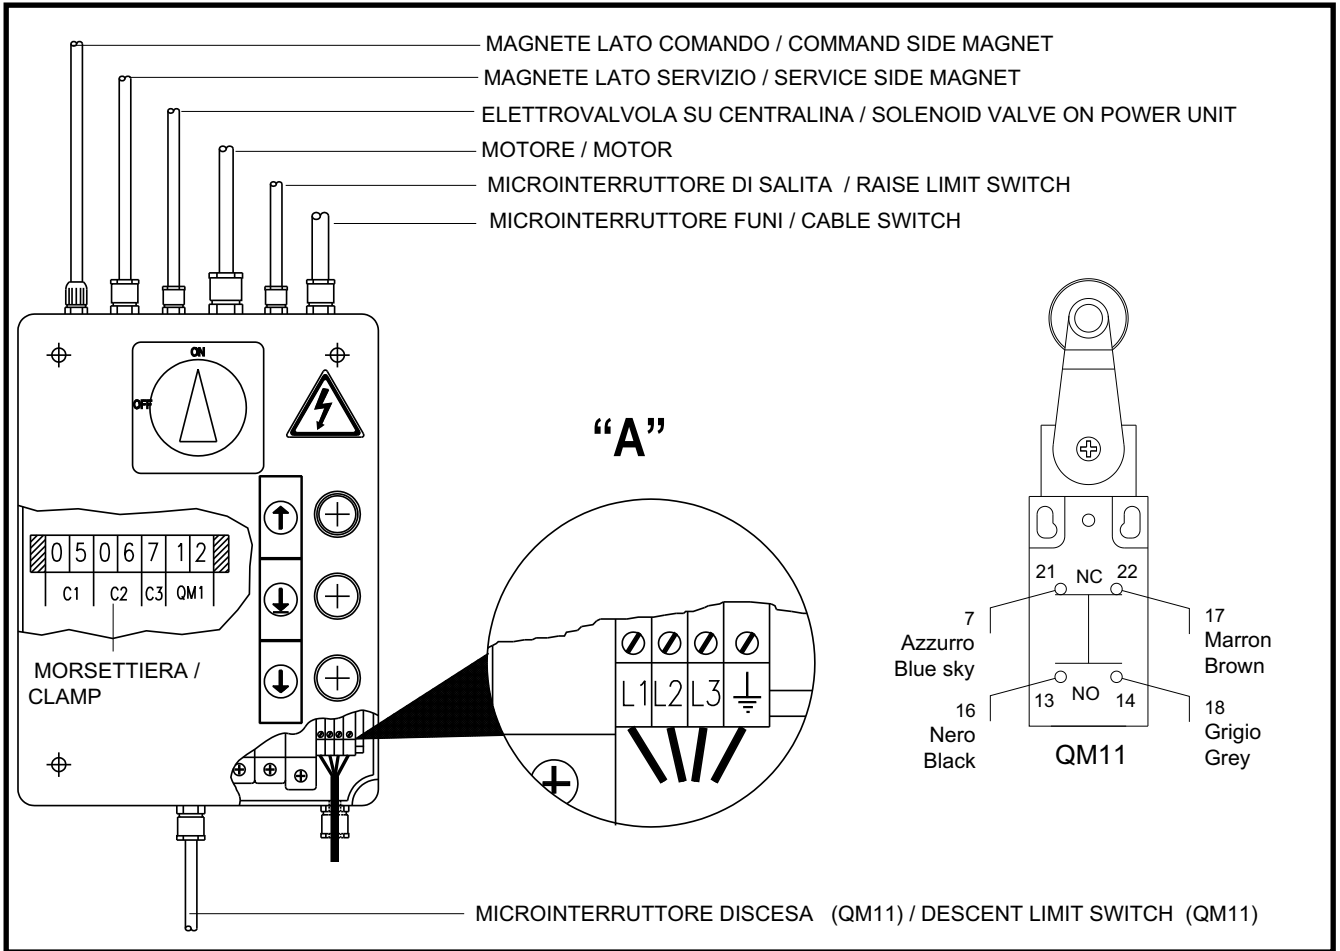 MAGNETE LATO COMANDO / COMMAND SIDE MAGNET
MAGNETE LATO SERVIZIO / SERVICE SIDE MAGNET
ELETTROVALVOLA SU CENTRALINA / SOLENOID VALVE ON POWER UNIT
MOTORE / MOTOR
MICROINTERRUTTORE DI SALITA / RAISE LIMIT SWITCH
MICROINTERRUTTORE FUNI / CABLE SWITCH
ON
OFF
“A”
0 5 0 6 7 1 2
C1 C2 C3 QM1
MORSETTIERA /
CLAMP
L1 L2 L3
21 NC 22
13 NO 14
7
Azzurro
Blue sky
17
Marron
Brown
16
Nero
Black
18
Grigio
Grey
QM11
MICROINTERRUTTORE DISCESA (QM11) / DESCENT LIMIT SWITCH (QM11)